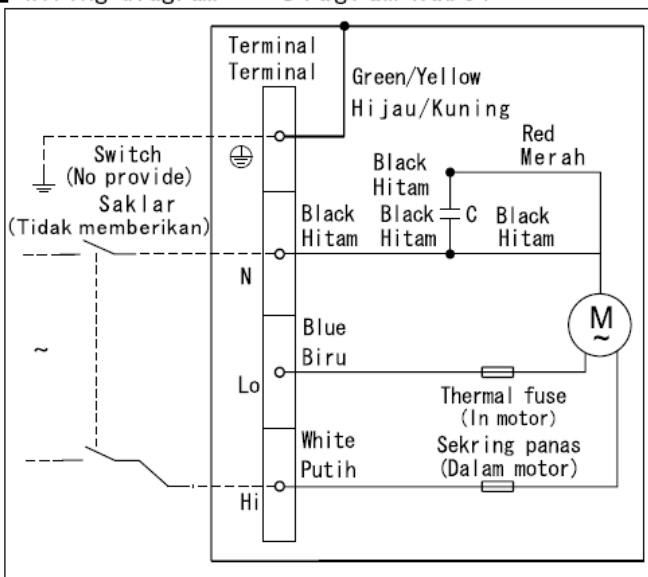 Terminal
Terminal
Green/Yellow
Hijau/Kuning
Switch
(No provide)
Saklar
(Tidak memberikan)
Red
Merah
Black
Hitam
Black
Hitam
Black
Hitam
C
Black
Hitam
N
M
~
~
Blue
Biru
Lo
Thermal fuse
(In motor)
Sekring panas
(Dalam motor)
White
Putih
Hi